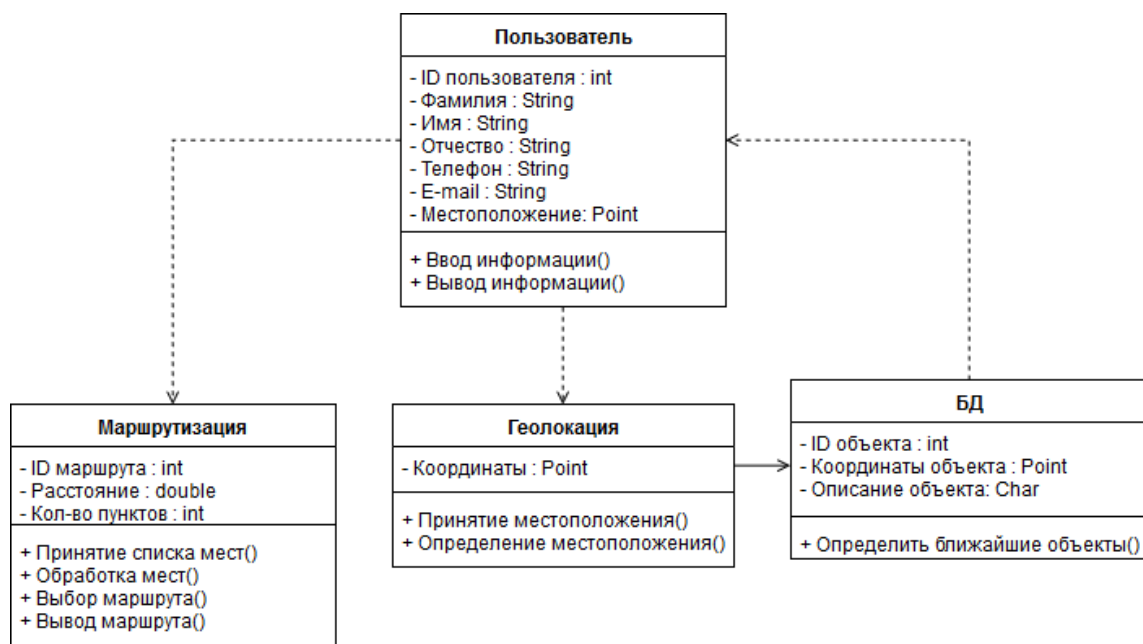 Пользователь
- ID пользователя : int
- Фамилия : String
- Имя : String
- Отчество : String
- Телефон : String
- E-mail : String
- Местоположение: Point
+ Ввод информации()
+ Вывод информации()
Маршрутизация
- ID маршрута : int
- Расстояние : double
- Кол-во пунктов : int
+ Принятие списка мест()
+ Обработка мест()
+ Выбор маршрута()
+ Вывод маршрута()
Геолокация
- Координаты : Point
+ Принятие местоположения()
+ Определение местоположения()
БД
- ID объекта : int
- Координаты объекта : Point
- Описание объекта: Char
+ Определить ближайшие объекты()